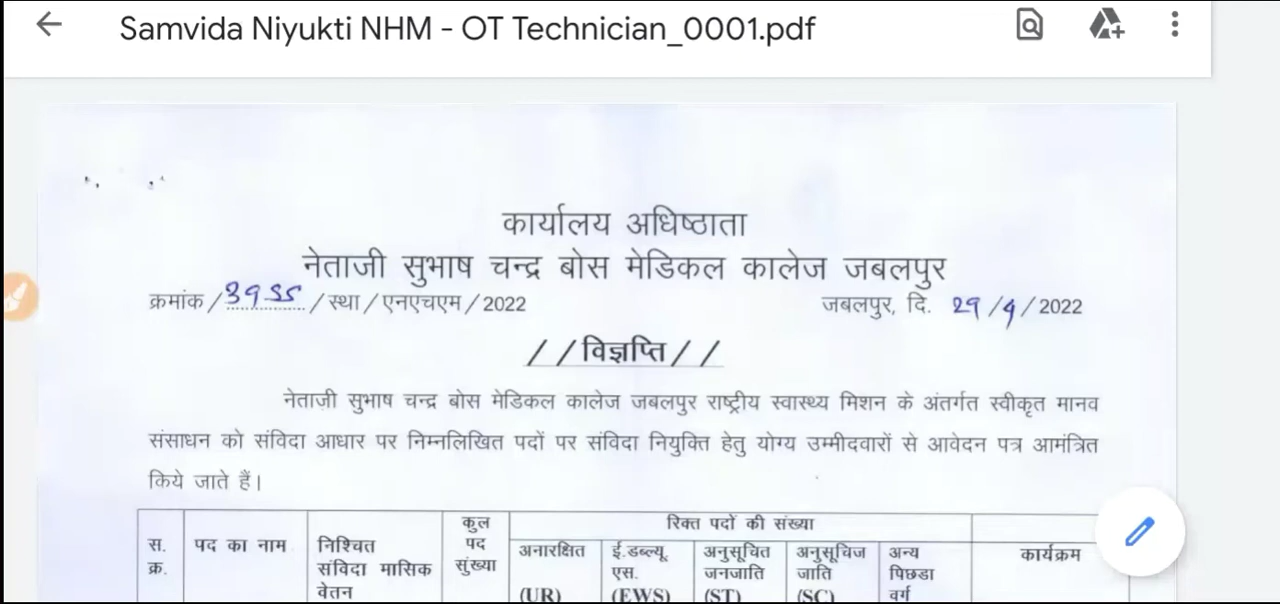 Samvida Niyukti NHM - OT Technician_0001.pdf
कार्यालय अधिष्ठाता
नेताजी सुभाष चन्द्र बोस मेडिकल कालेज जबलपुर
क्रमांक / 3955 / स्था / एनएचएम / 2022 जबलपुर, दि. 29 / 9 / 2022
/ / विज्ञप्ति / /
नेताजी सुभाष चन्द्र बोस मेडिकल कालेज जबलपुर राष्ट्रीय स्वास्थ्य मिशन के अंतर्गत स्वीकृत मानव
संसाधन को संविदा आधार पर निम्नलिखित पदों पर संविदा नियुक्ति हेतु योग्य उम्मीदवारों से आवेदन पत्र आमंत्रित
किये जाते हैं।
स. क्र.
पद का नाम
निश्चित संविदा मासिक वेतन
कुल पद संख्या
रिक्त पदों की संख्या
अनारक्षित (UR)
ई.डब्ल्यू. एस. (EWS)
अनुसूचित जनजाति (ST)
अनुसूचिज जाति (SC)
अन्य पिछडा वर्ग
कार्यक्रम